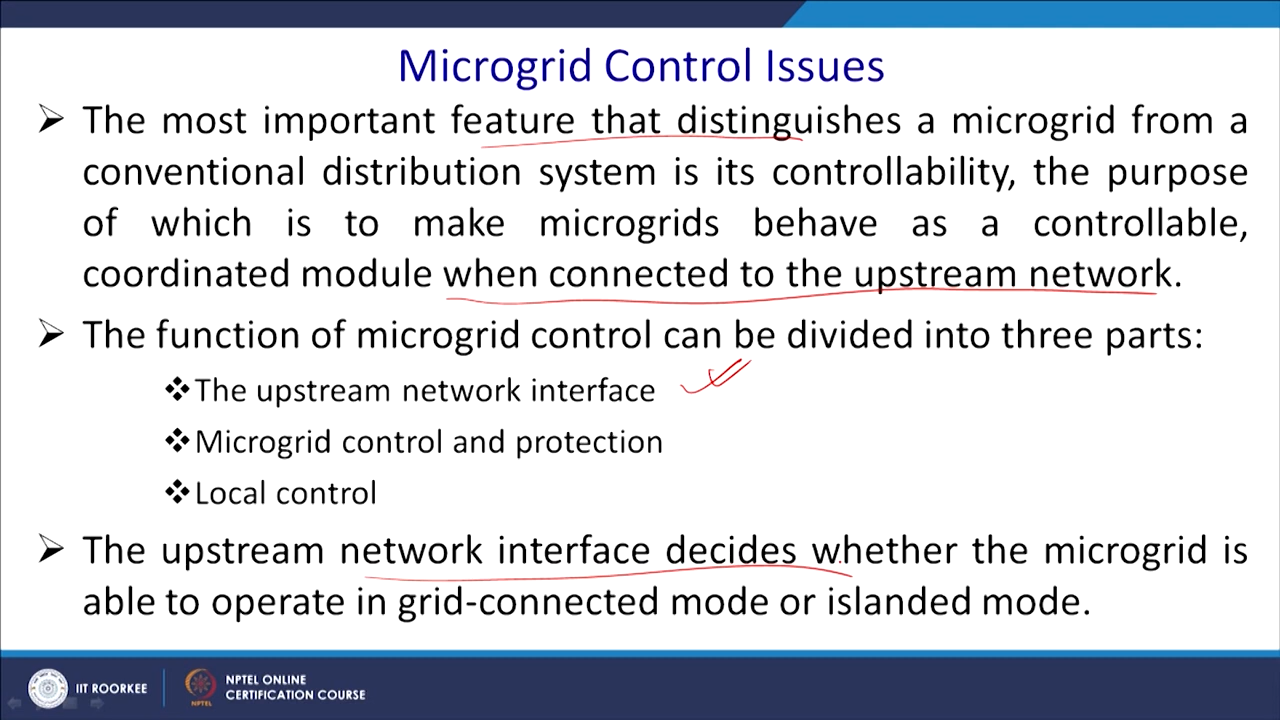 Microgrid Control Issues
The most important feature that distinguishes a microgrid from a
conventional distribution system is its controllability, the purpose
of which is to make microgrids behave as a controllable,
coordinated module when connected to the upstream network.
The function of microgrid control can be divided into three parts:
The upstream network interface
Microgrid control and protection
Local control
The upstream network interface decides whether the microgrid is
able to operate in grid-connected mode or islanded mode.
IIT ROORKEE
NPTEL
NPTEL ONLINE
CERTIFICATION COURSE